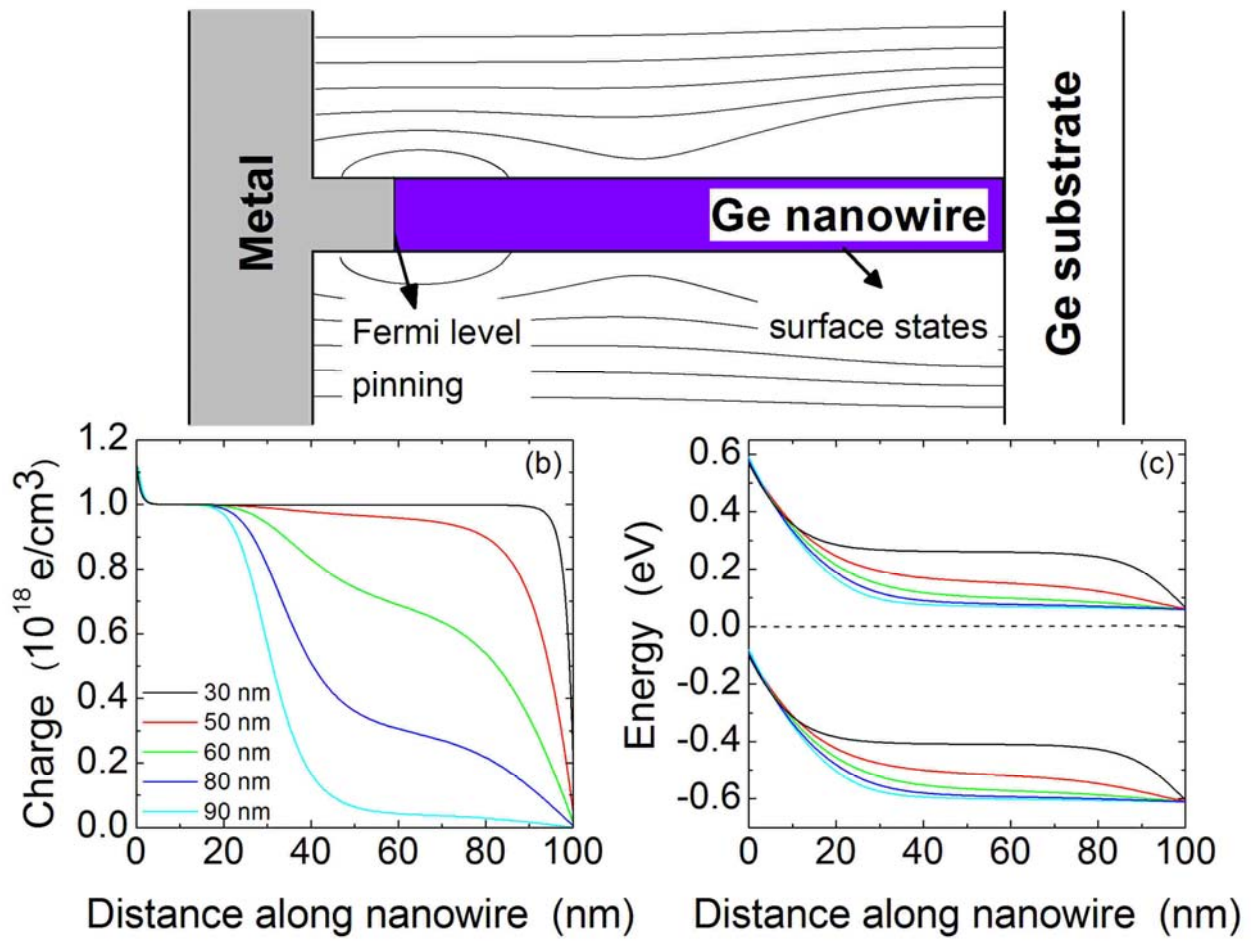 Metal
Ge nanowire
Ge substrate
Fermi level
pinning
surface states
(b)
1.2
1.0
0.8
0.6
0.4
0.2
0.0
Charge (10^18 e/cm3)
30 nm
50 nm
60 nm
80 nm
90 nm
0 20 40 60 80 100
Distance along nanowire (nm)
(c)
0.6
0.4
0.2
0.0
-0.2
-0.4
-0.6
Energy (eV)
0 20 40 60 80 100
Distance along nanowire (nm)